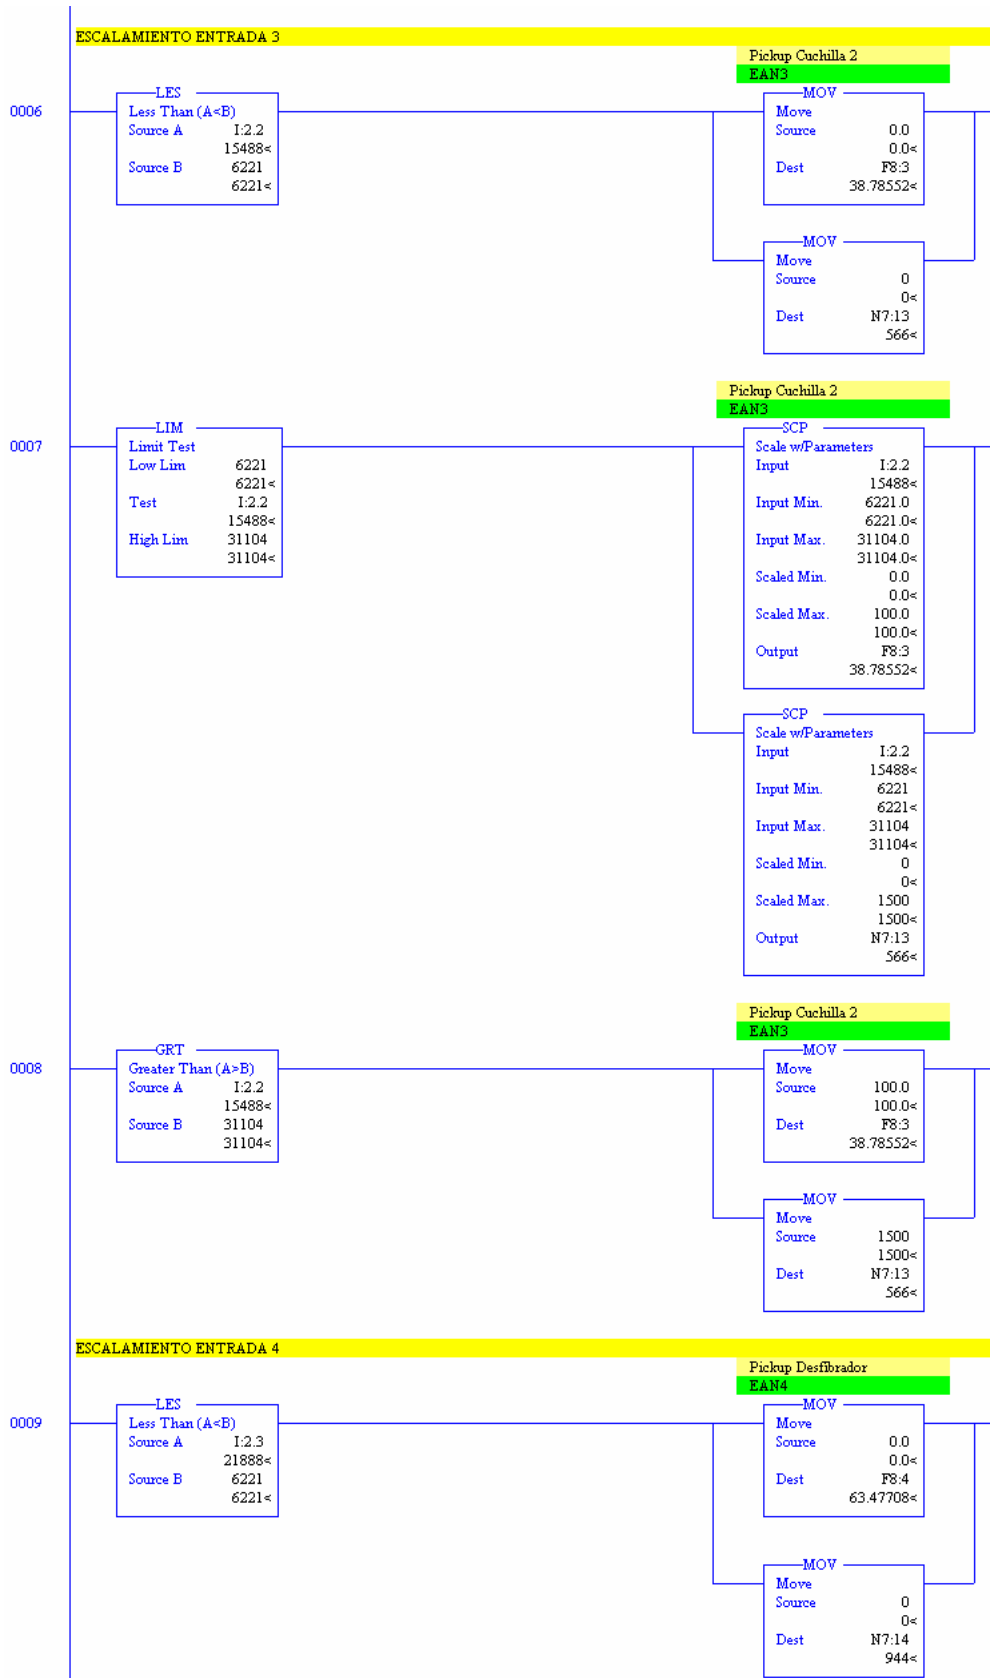 ESCALAMIENTO ENTRADA 3
Pickup Cuchilla 2
EAN3
0006
LES
Less Than (A<B)
Source A I:2.2
15488<
Source B 6221
6221<
MOV
Move
Source 0.0
0.0<
Dest F8:3
38.78552<
MOV
Move
Source 0
0<
Dest N7:13
566<
Pickup Cuchilla 2
EAN3
0007
LIM
Limit Test
Low Lim 6221
6221<
Test I:2.2
15488<
High Lim 31104
31104<
SCP
Scale w/Parameters
Input I:2.2
15488<
Input Min. 6221.0
6221.0<
Input Max. 31104.0
31104.0<
Scaled Min. 0.0
0.0<
Scaled Max. 100.0
100.0<
Output F8:3
38.78552<
SCP
Scale w/Parameters
Input I:2.2
15488<
Input Min. 6221
6221<
Input Max. 31104
31104<
Scaled Min. 0
0<
Scaled Max. 1500
1500<
Output N7:13
566<
Pickup Cuchilla 2
EAN3
0008
GRT
Greater Than (A>B)
Source A I:2.2
15488<
Source B 31104
31104<
MOV
Move
Source 100.0
100.0<
Dest F8:3
38.78552<
MOV
Move
Source 1500
1500<
Dest N7:13
566<
ESCALAMIENTO ENTRADA 4
Pickup Desfibrador
EAN4
0009
LES
Less Than (A<B)
Source A I:2.3
21888<
Source B 6221
6221<
MOV
Move
Source 0.0
0.0<
Dest F8:4
63.47708<
MOV
Move
Source 0
0<
Dest N7:14
944<